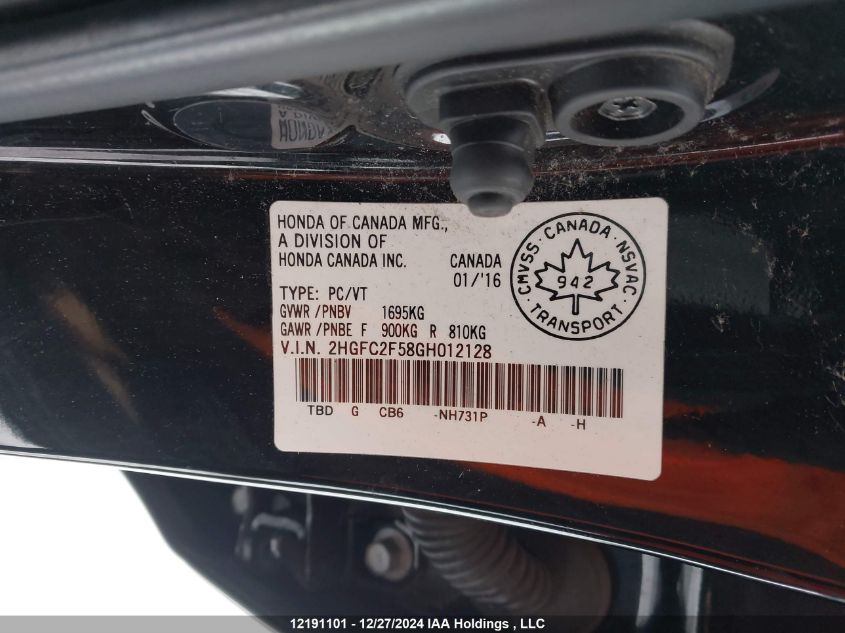 HONDA OF CANADA MFG.,
A DIVISION OF
HONDA CANADA INC.
CANADA
01/'16
TYPE: PC/VT
GVWR /PNBV 1695KG
GAWR /PNBE F 900KG R 810KG
V.I.N. 2HGFC2F58GH012128
TBD G CB6 -NH731P -A -H
CMVSS · CANADA · NSVAC
942
TRANSPORT
12191101 - 12/27/2024 IAA Holdings , LLC